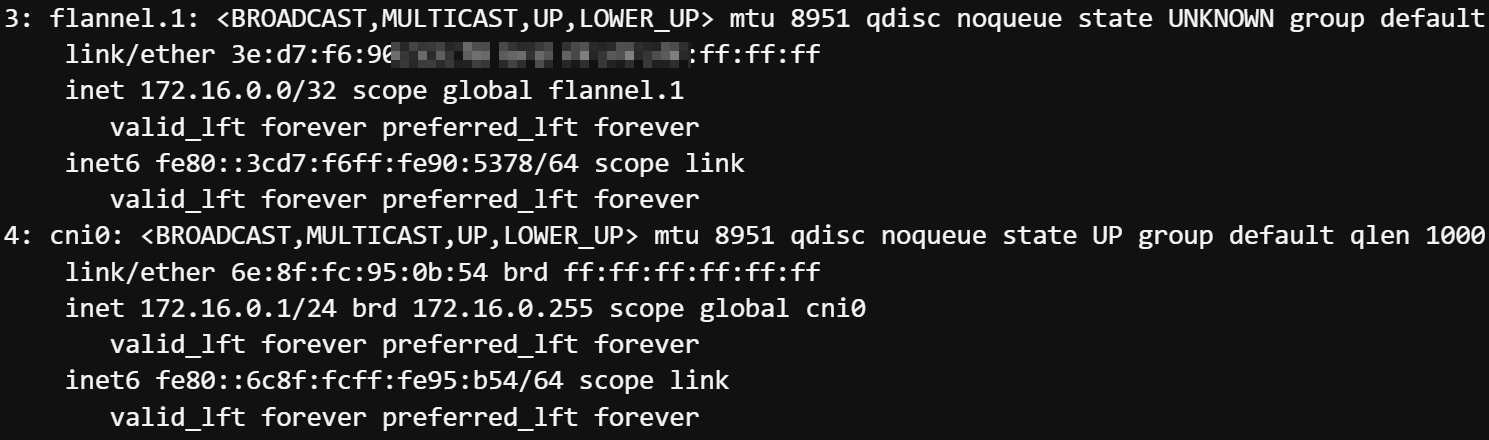 3: flannel.1: <BROADCAST,MULTICAST,UP,LOWER_UP> mtu 8951 qdisc noqueue state UNKNOWN group default
link/ether 3e:d7:f6:90 :ff:ff:ff
inet 172.16.0.0/32 scope global flannel.1
valid_lft forever preferred_lft forever
inet6 fe80::3cd7:f6ff:fe90:5378/64 scope link
valid_lft forever preferred_lft forever
4: cni0: <BROADCAST,MULTICAST,UP,LOWER_UP> mtu 8951 qdisc noqueue state UP group default qlen 1000
link/ether 6e:8f:fc:95:0b:54 brd ff:ff:ff:ff:ff:ff
inet 172.16.0.1/24 brd 172.16.0.255 scope global cni0
valid_lft forever preferred_lft forever
inet6 fe80::6c8f:fcff:fe95:b54/64 scope link
valid_lft forever preferred_lft forever